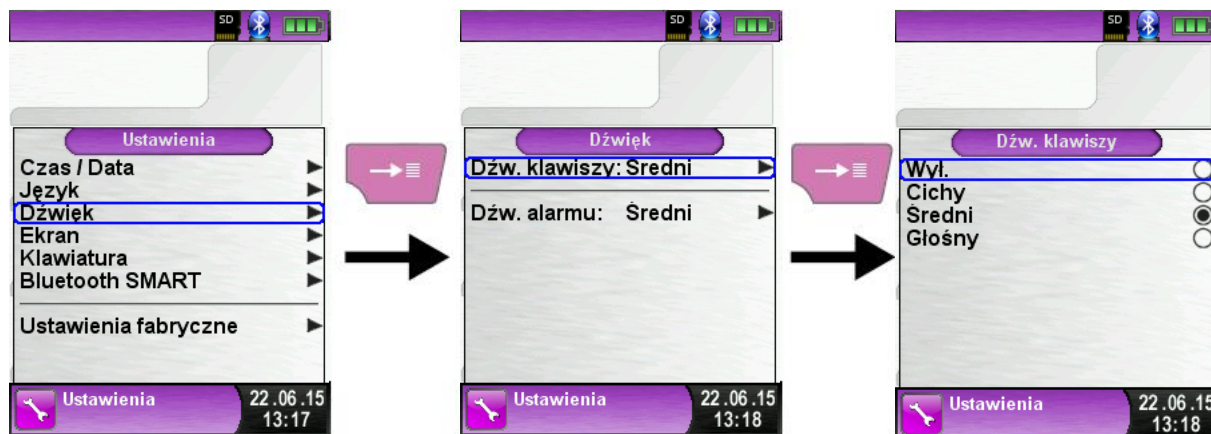 SD
Ustawienia
Czas / Data
Język
Dźwięk
Ekran
Klawiatura
Bluetooth SMART
Ustawienia fabryczne
Ustawienia
22.06.15
13:17
SD
Dźwięk
Dźw. klawiszy: Średni
Dźw. alarmu: Średni
Ustawienia
22.06.15
13:18
SD
Dźw. klawiszy
Wył.
Cichy
Średni
Głośny
Ustawienia
22.06.15
13:18